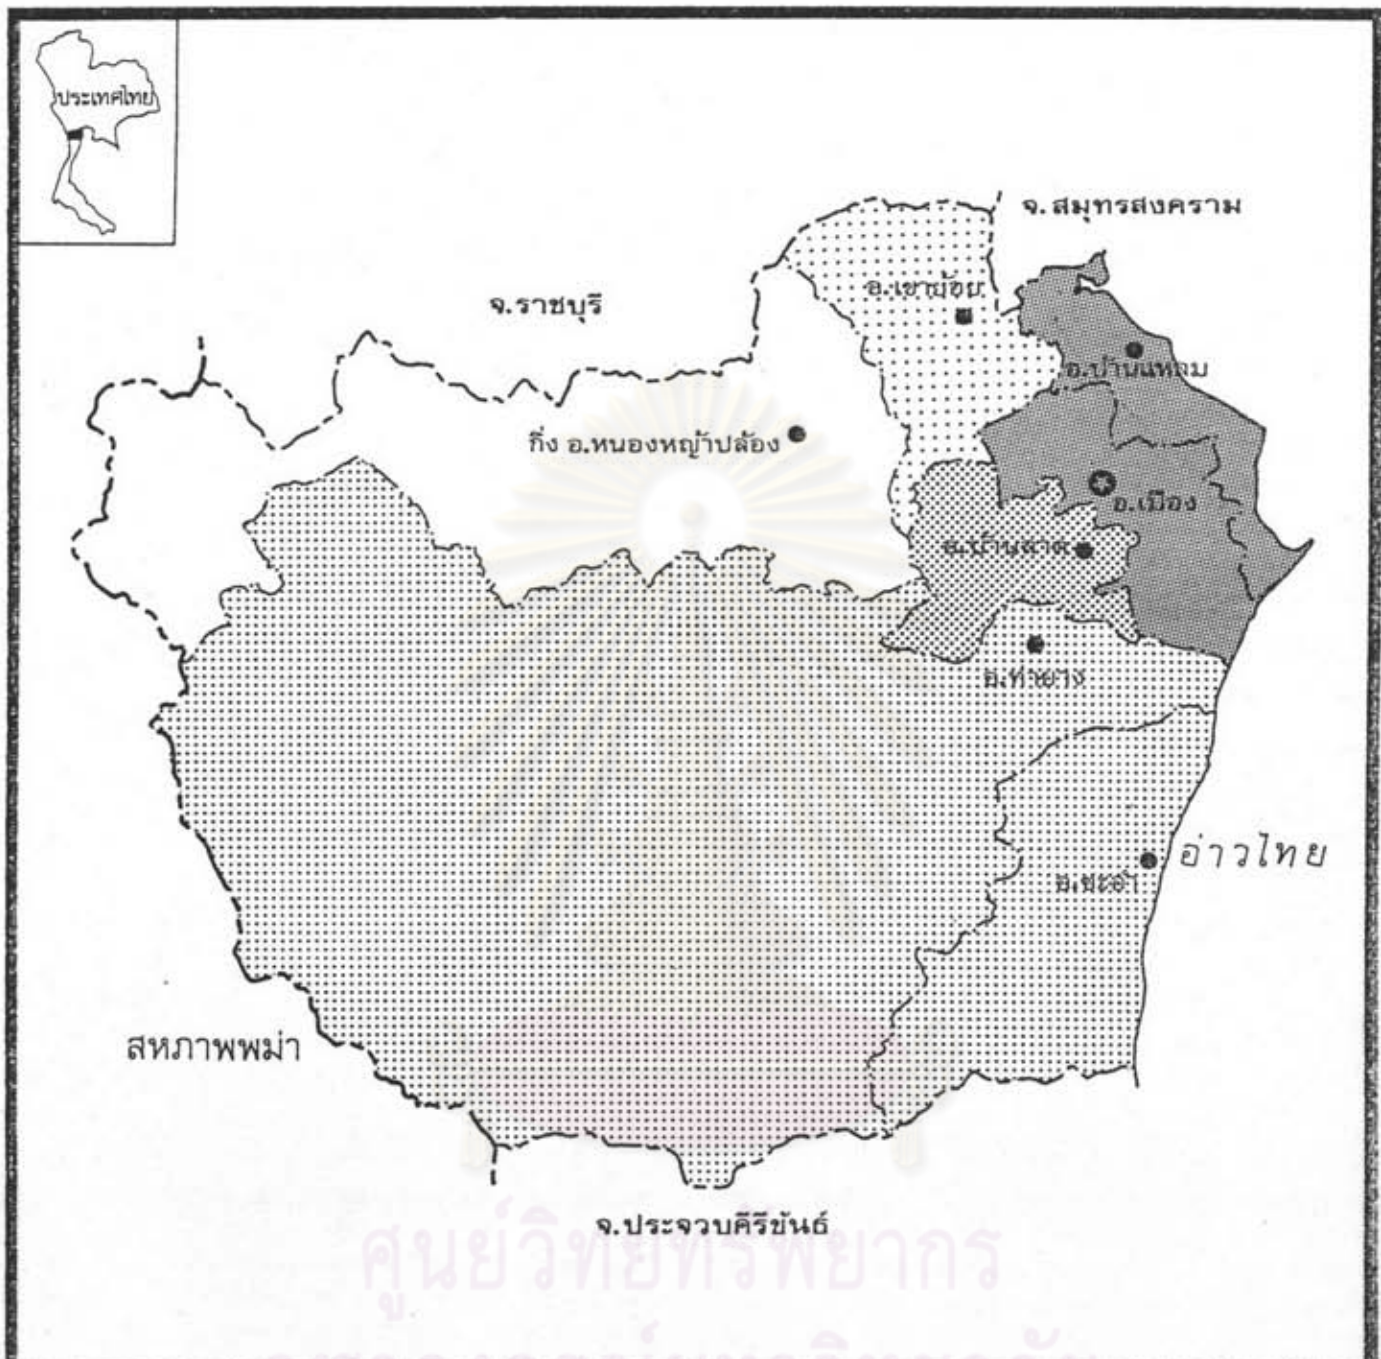 ประเทศไทย
จ.สมุทรสงคราม
อ.เขาย้อย
จ.ราชบุรี
อ.บ้านแหลม
กิ่ง อ.หนองหญ้าปล้อง
อ.เมือง
อ.บ้านลาด
อ.ท่ายาง
อ่าวไทย
อ.ชะอำ
สหภาพพม่า
จ.ประจวบคีรีขันธ์
ศูนย์วิทยทรัพยากร